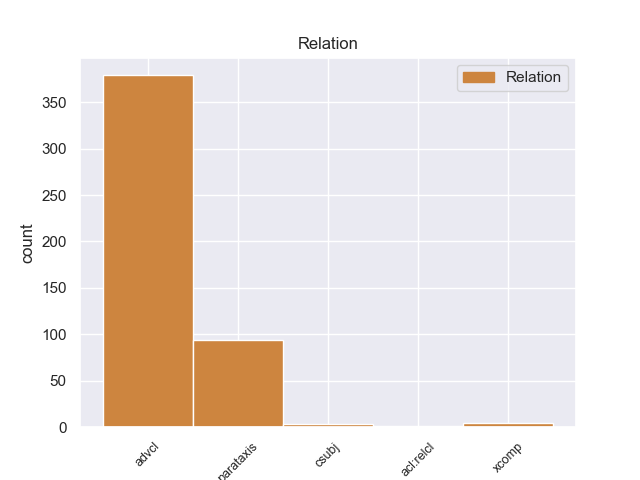 Relation
Relation
count
350
300
250
200
150
100
50
0
advcl
parataxis
csubj
acl:relcl
xcomp